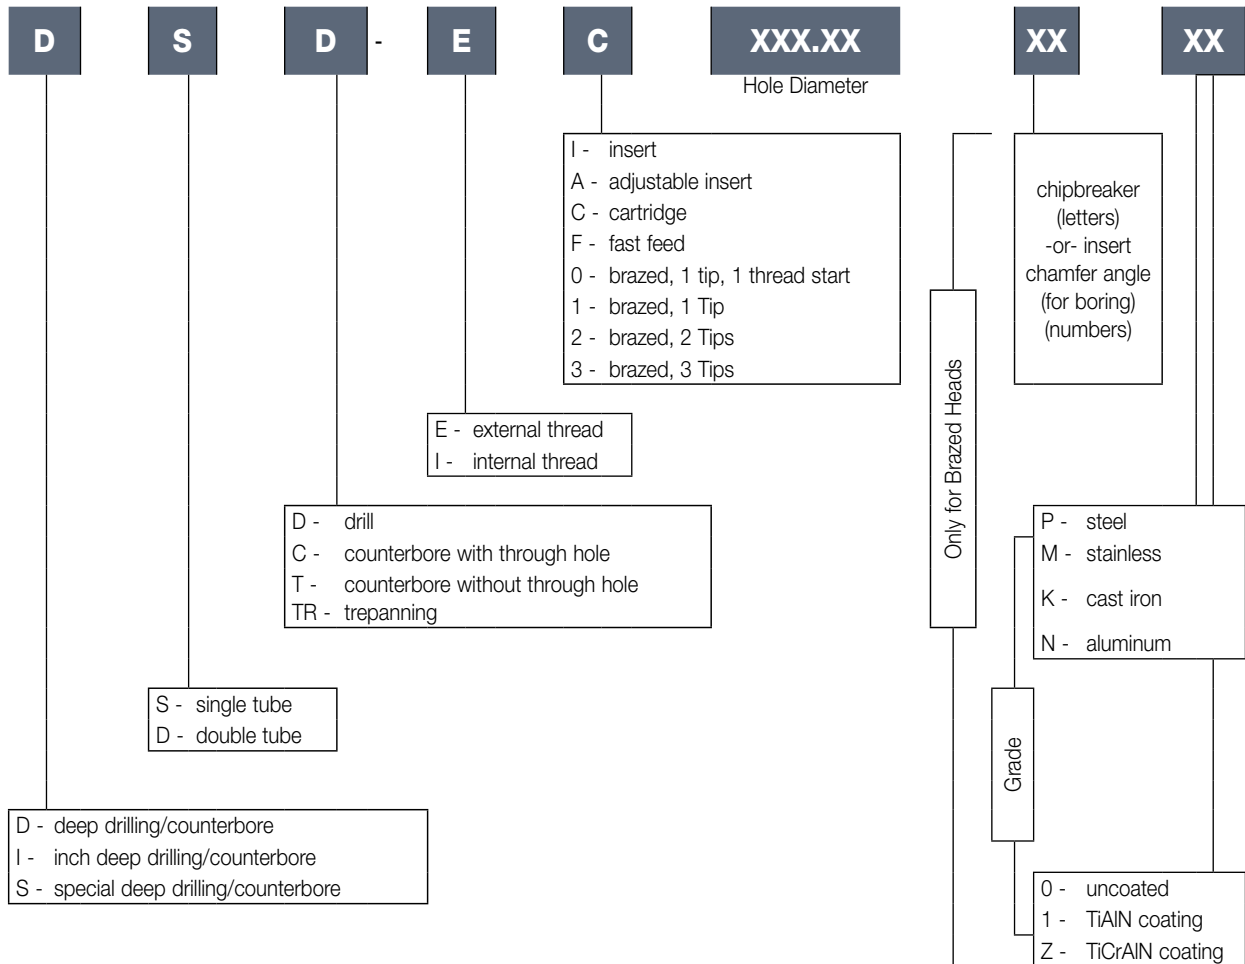 D S D - E C XXX.XX XX XX
Hole Diameter
I - insert
A - adjustable insert
C - cartridge
F - fast feed
0 - brazed, 1 tip, 1 thread start
1 - brazed, 1 Tip
2 - brazed, 2 Tips
3 - brazed, 3 Tips
chipbreaker
(letters)
-or- insert
chamfer angle
(for boring)
(numbers)
Only for Brazed Heads
E - external thread
I - internal thread
D - drill
C - counterbore with through hole
T - counterbore without through hole
TR - trepanning
P - steel
M - stainless
K - cast iron
N - aluminum
S - single tube
D - double tube
Grade
D - deep drilling/counterbore
I - inch deep drilling/counterbore
S - special deep drilling/counterbore
0 - uncoated
1 - TiAlN coating
Z - TiCrAlN coating